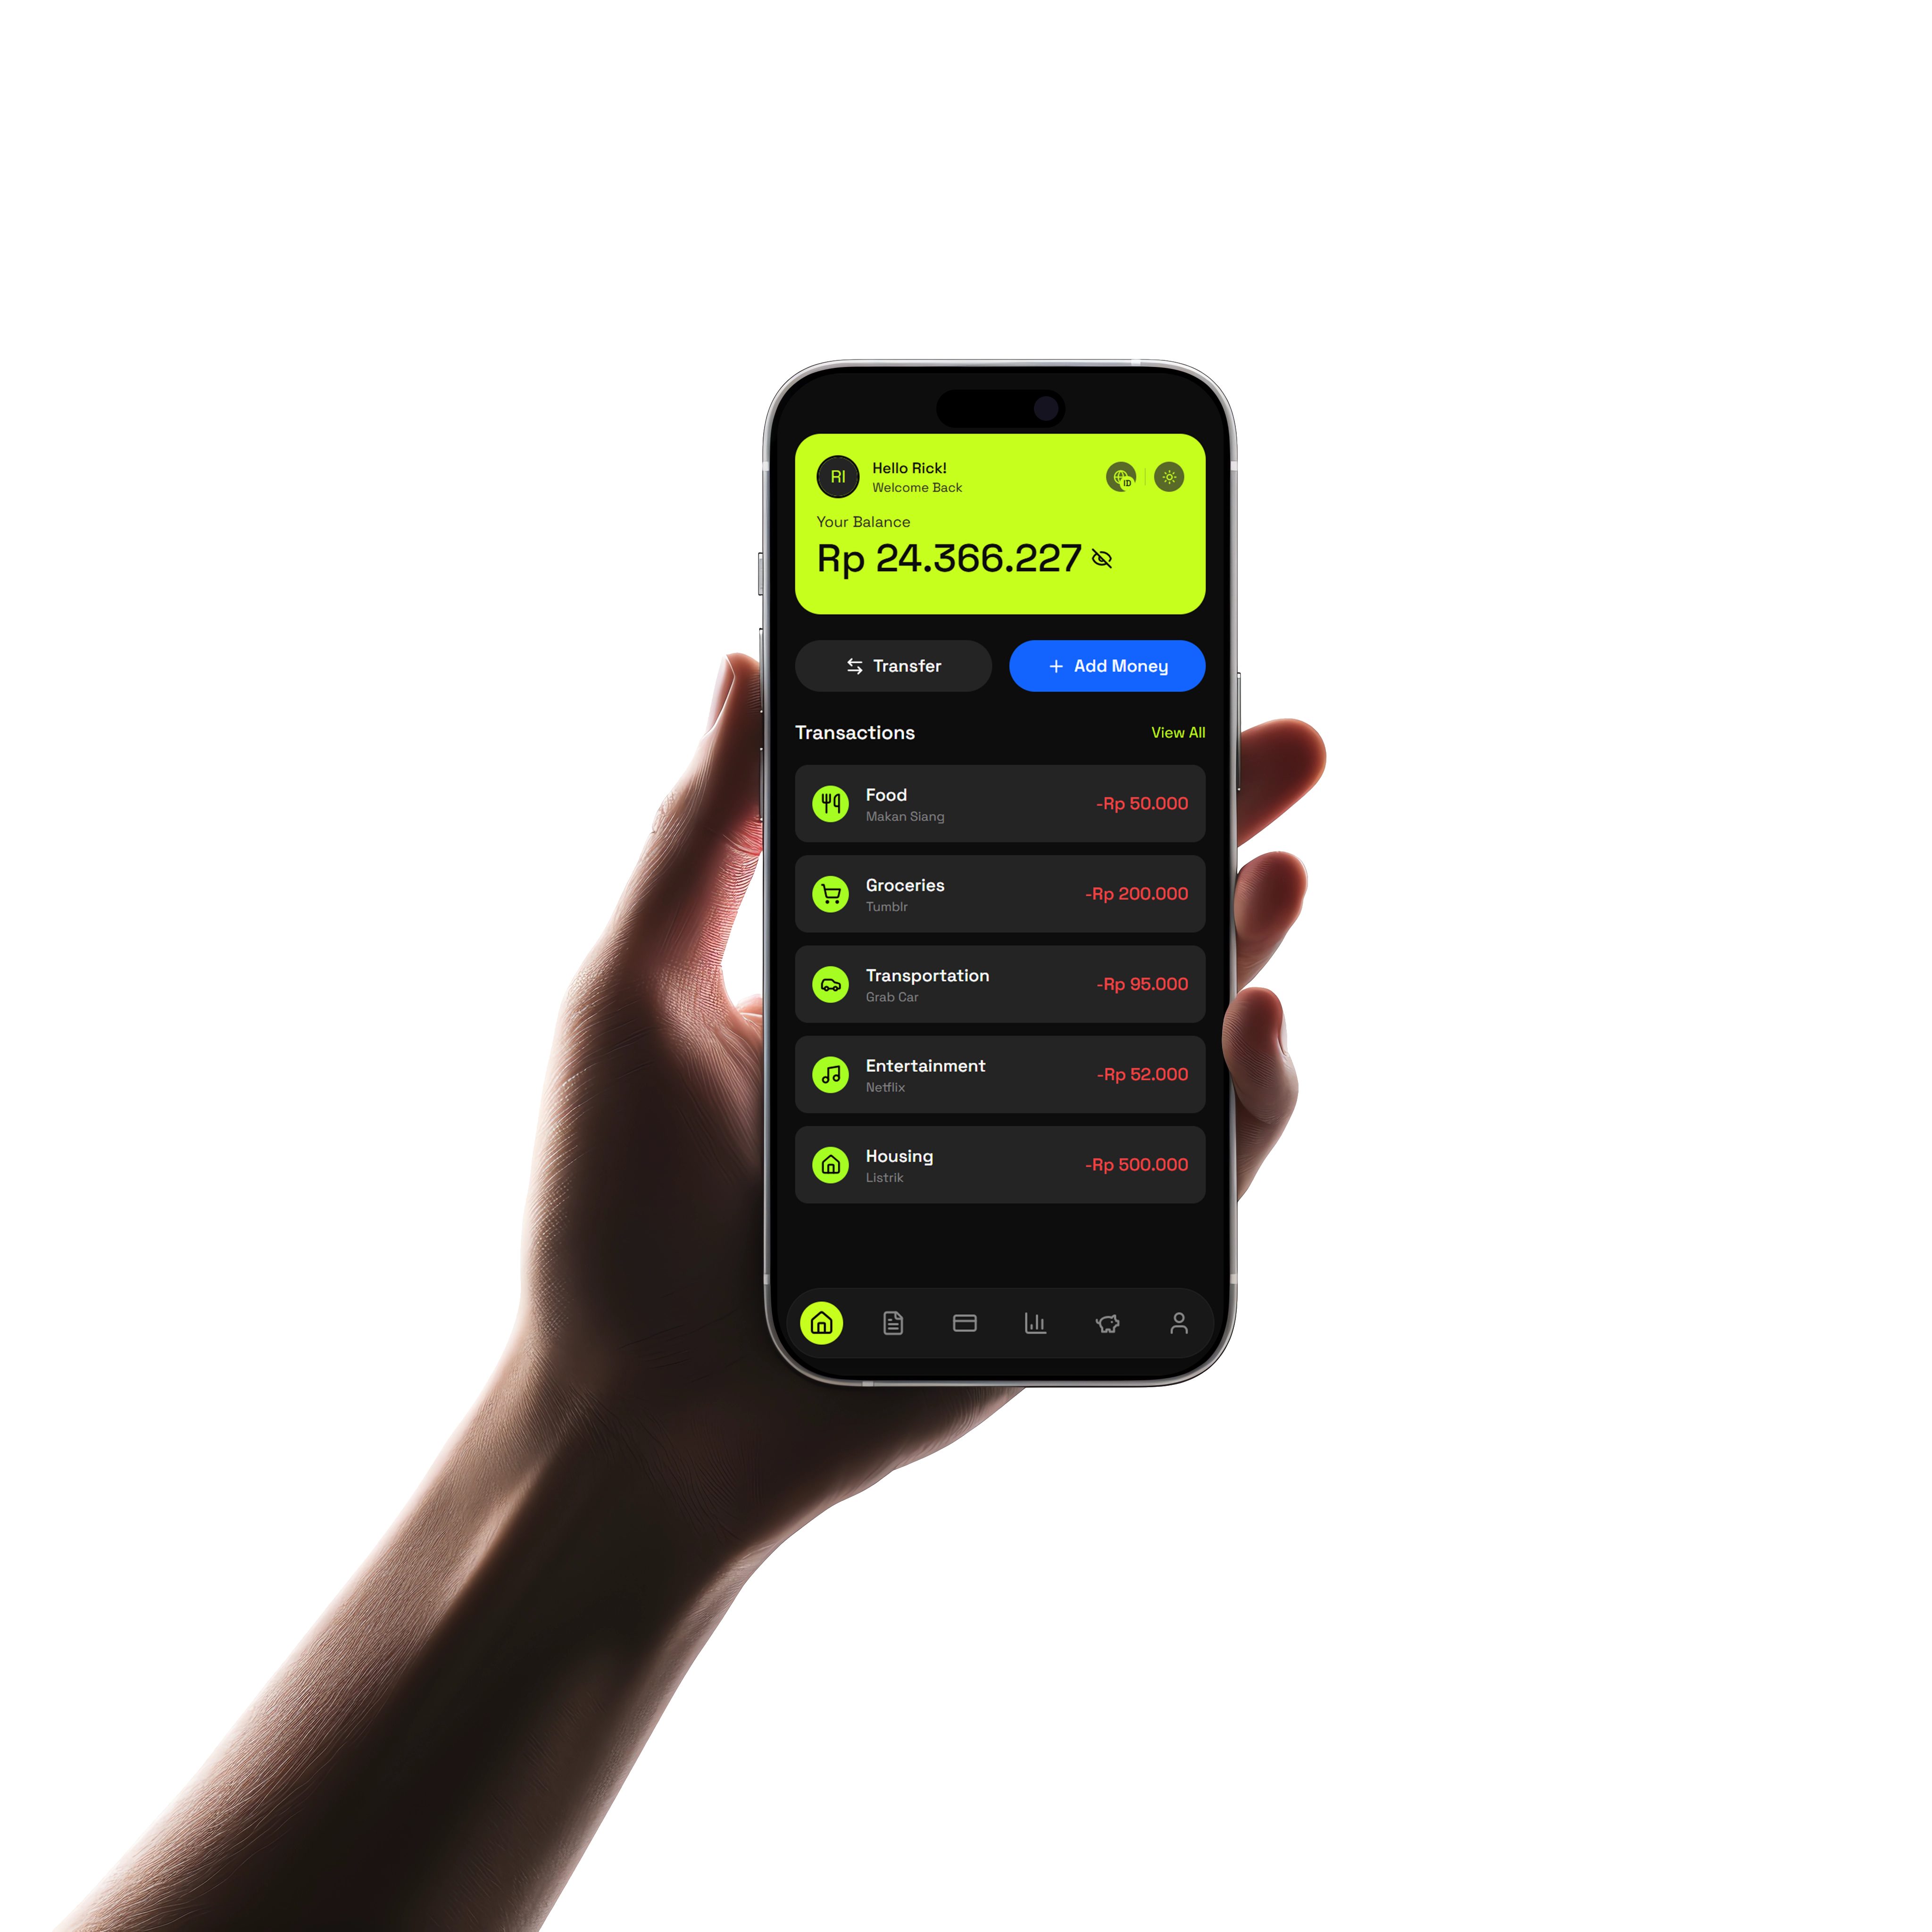 RI
Hello Rick!
Welcome Back
ID
Your Balance
Rp 24.366.227
Transfer
Add Money
Transactions
View All
Food
Makan Siang
-Rp 50.000
Groceries
Tumblr
-Rp 200.000
Transportation
Grab Car
-Rp 95.000
Entertainment
Netflix
-Rp 52.000
Housing
Listrik
-Rp 500.000